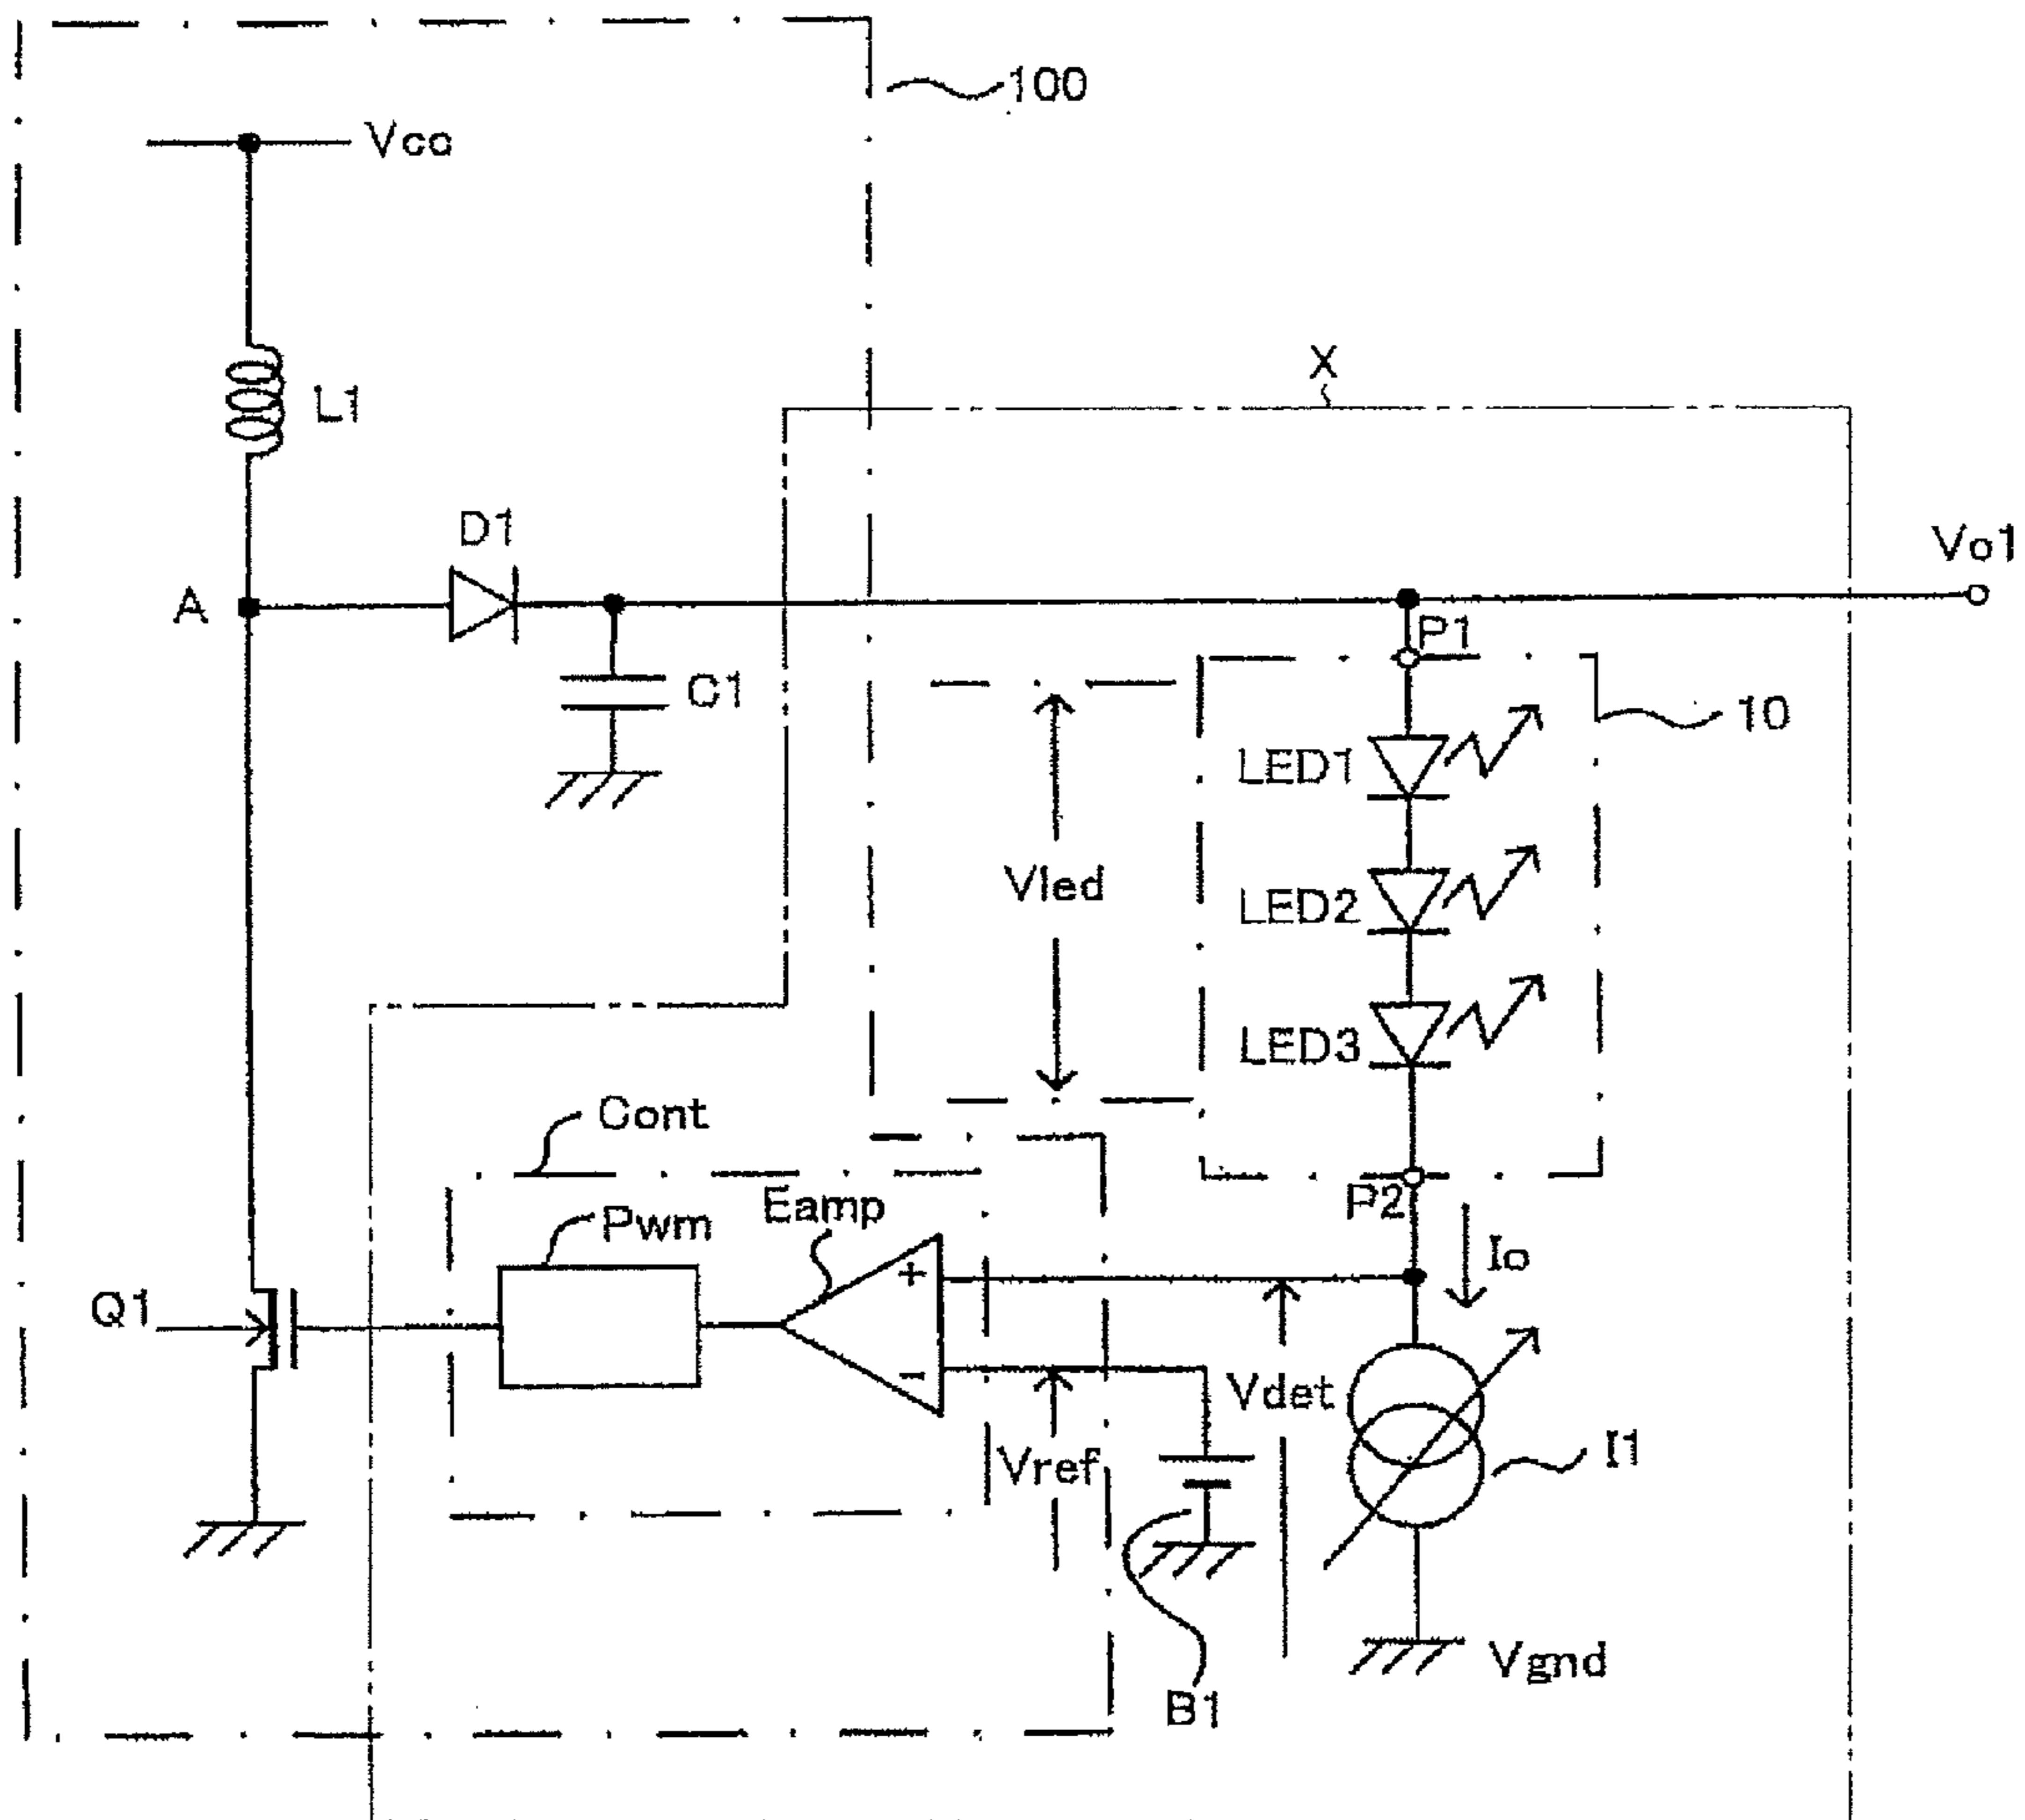 100
Vcc
X
L1
D1
Vo1
A
P1
C1
10
LED1
Vled
LED2
LED3
Cont
Eamp
Pwm
P2
Io
+
Q1
-
Vdet
Vref
I1
Vgnd
B1